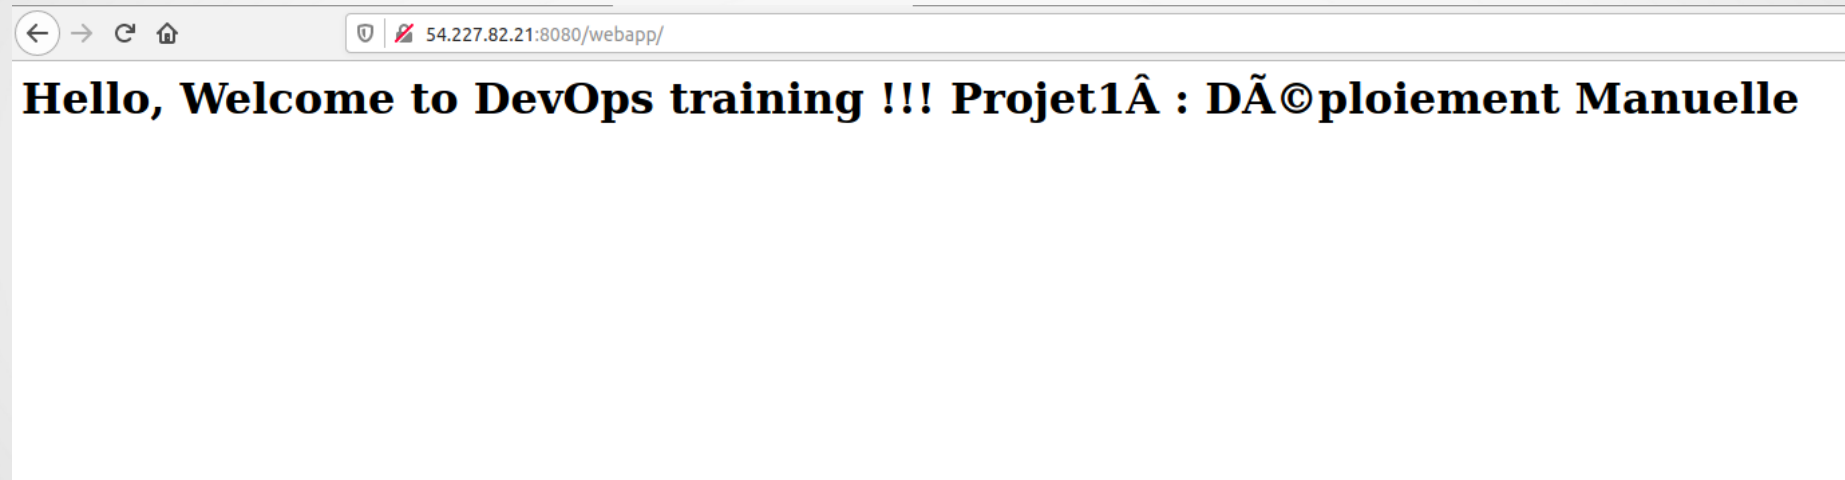 54.227.82.21:8080/webapp/
Hello, Welcome to DevOps training !!! Projet1Â : DÃ©ploiement Manuelle